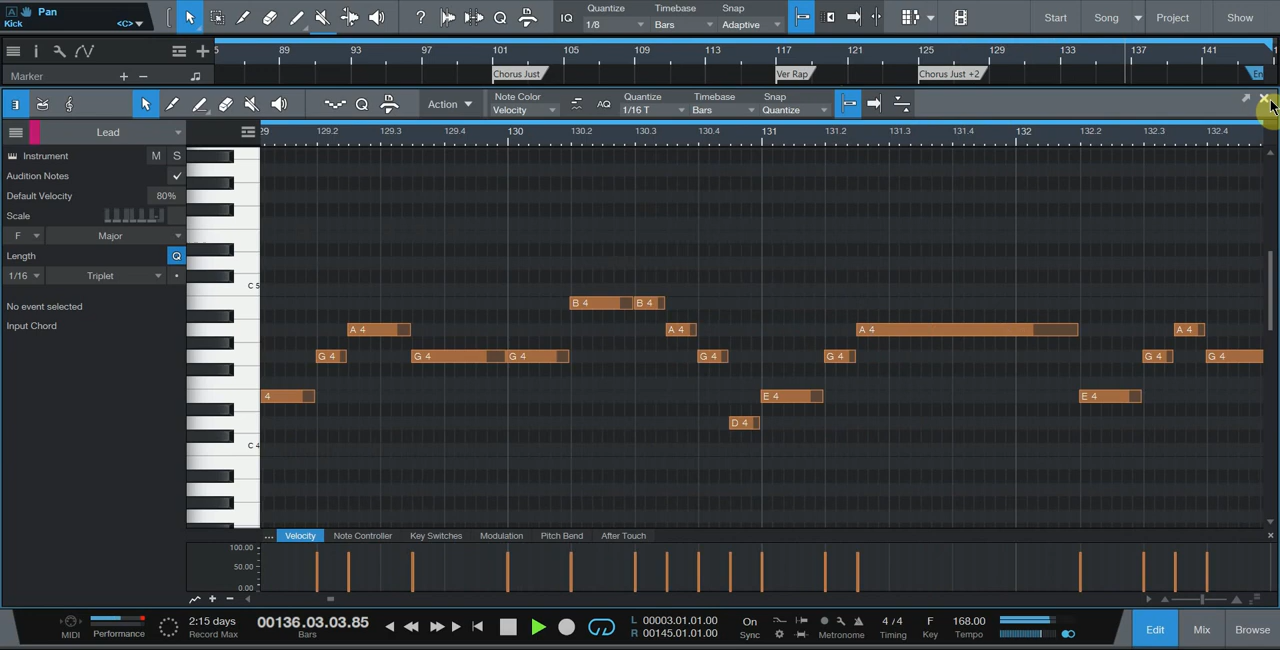 Pan
Kick
<C>
?
IQ
Quantize
1/8
Timebase
Bars
Snap
Adaptive
Start
Song
Project
Show
5
89
93
97
101
105
109
113
117
121
125
129
133
137
141
Marker
Chorus Just
Ver Rap
Chorus Just +2
En
Q
Action
Note Color
Velocity
AQ
Quantize
1/16 T
Timebase
Bars
Snap
Quantize
Lead
29
129.2
129.3
129.4
130
130.2
130.3
130.4
131
131.2
131.3
131.4
132
132.2
132.3
132.4
Instrument
M
S
Audition Notes
Default Velocity
80%
Scale
F
Major
Length
Q
1/16
Triplet
No event selected
Input Chord
C 5
C 4
B 4
B 4
A 4
A 4
A 4
A 4
G 4
G 4
G 4
G 4
G 4
G 4
G 4
4
E 4
E 4
D 4
...
Velocity
Note Controller
Key Switches
Modulation
Pitch Bend
After Touch
100.00
50.00
0.00
MIDI
Performance
2:15 days
Record Max
00136.03.03.85
Bars
L 00003.01.01.00
R 00145.01.01.00
On
Sync
Metronome
4 / 4
Timing
F
Key
168.00
Tempo
Edit
Mix
Browse